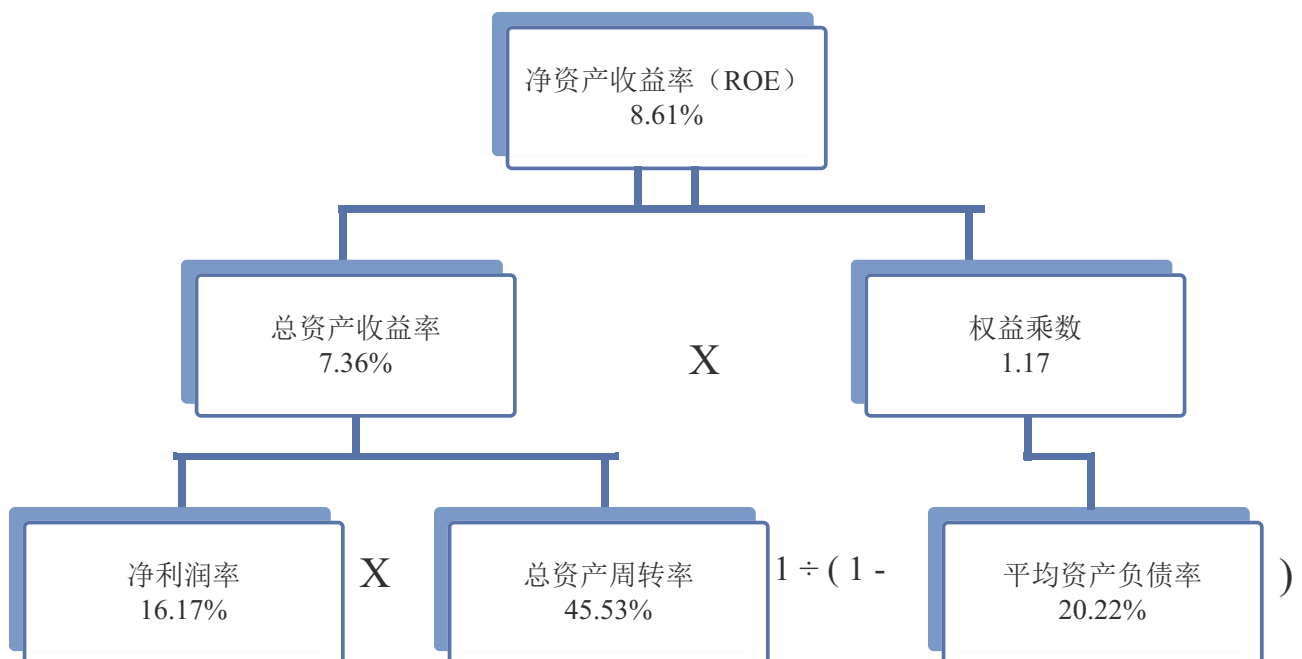 净资产收益率（ROE）
8.61%
总资产收益率
7.36%
X
权益乘数
1.17
净利润率
16.17%
X
总资产周转率
45.53%
1 ÷ ( 1 -
平均资产负债率
20.22%
)